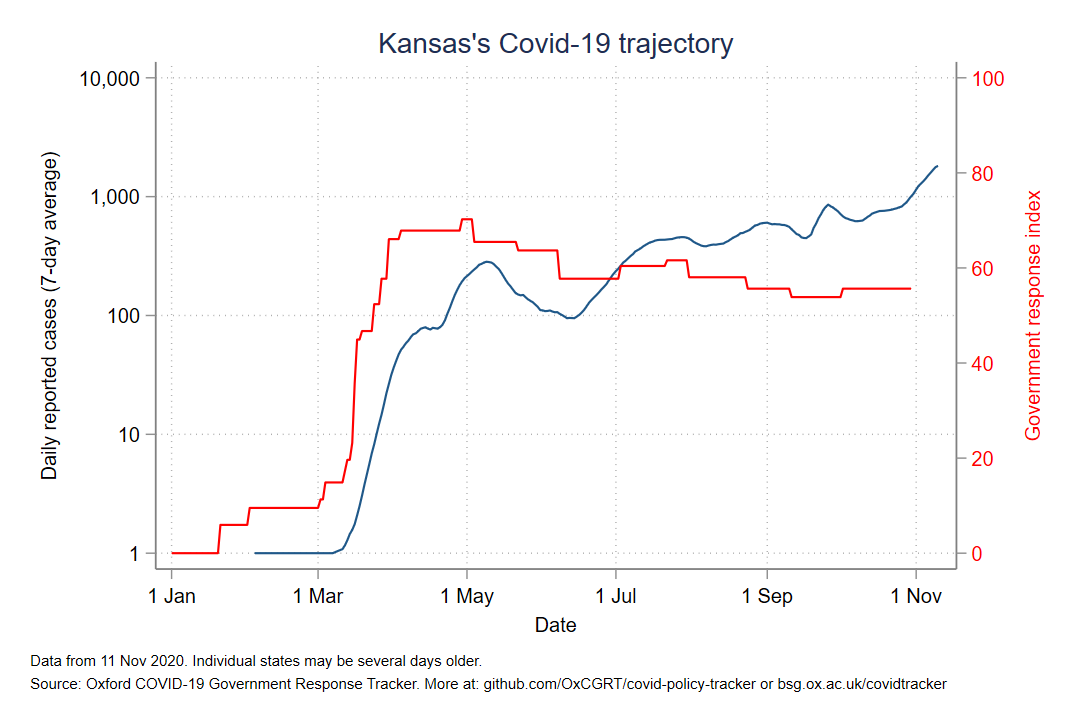 Kansas's Covid-19 trajectory
Daily reported cases (7-day average)
10,000
1,000
100
10
1
100
80
60
40
20
0
Government response index
1 Jan
1 Mar
1 May
1 Jul
1 Sep
1 Nov
Date
Data from 11 Nov 2020. Individual states may be several days older.
Source: Oxford COVID-19 Government Response Tracker. More at: github.com/OxCGRT/covid-policy-tracker or bsg.ox.ac.uk/covidtracker